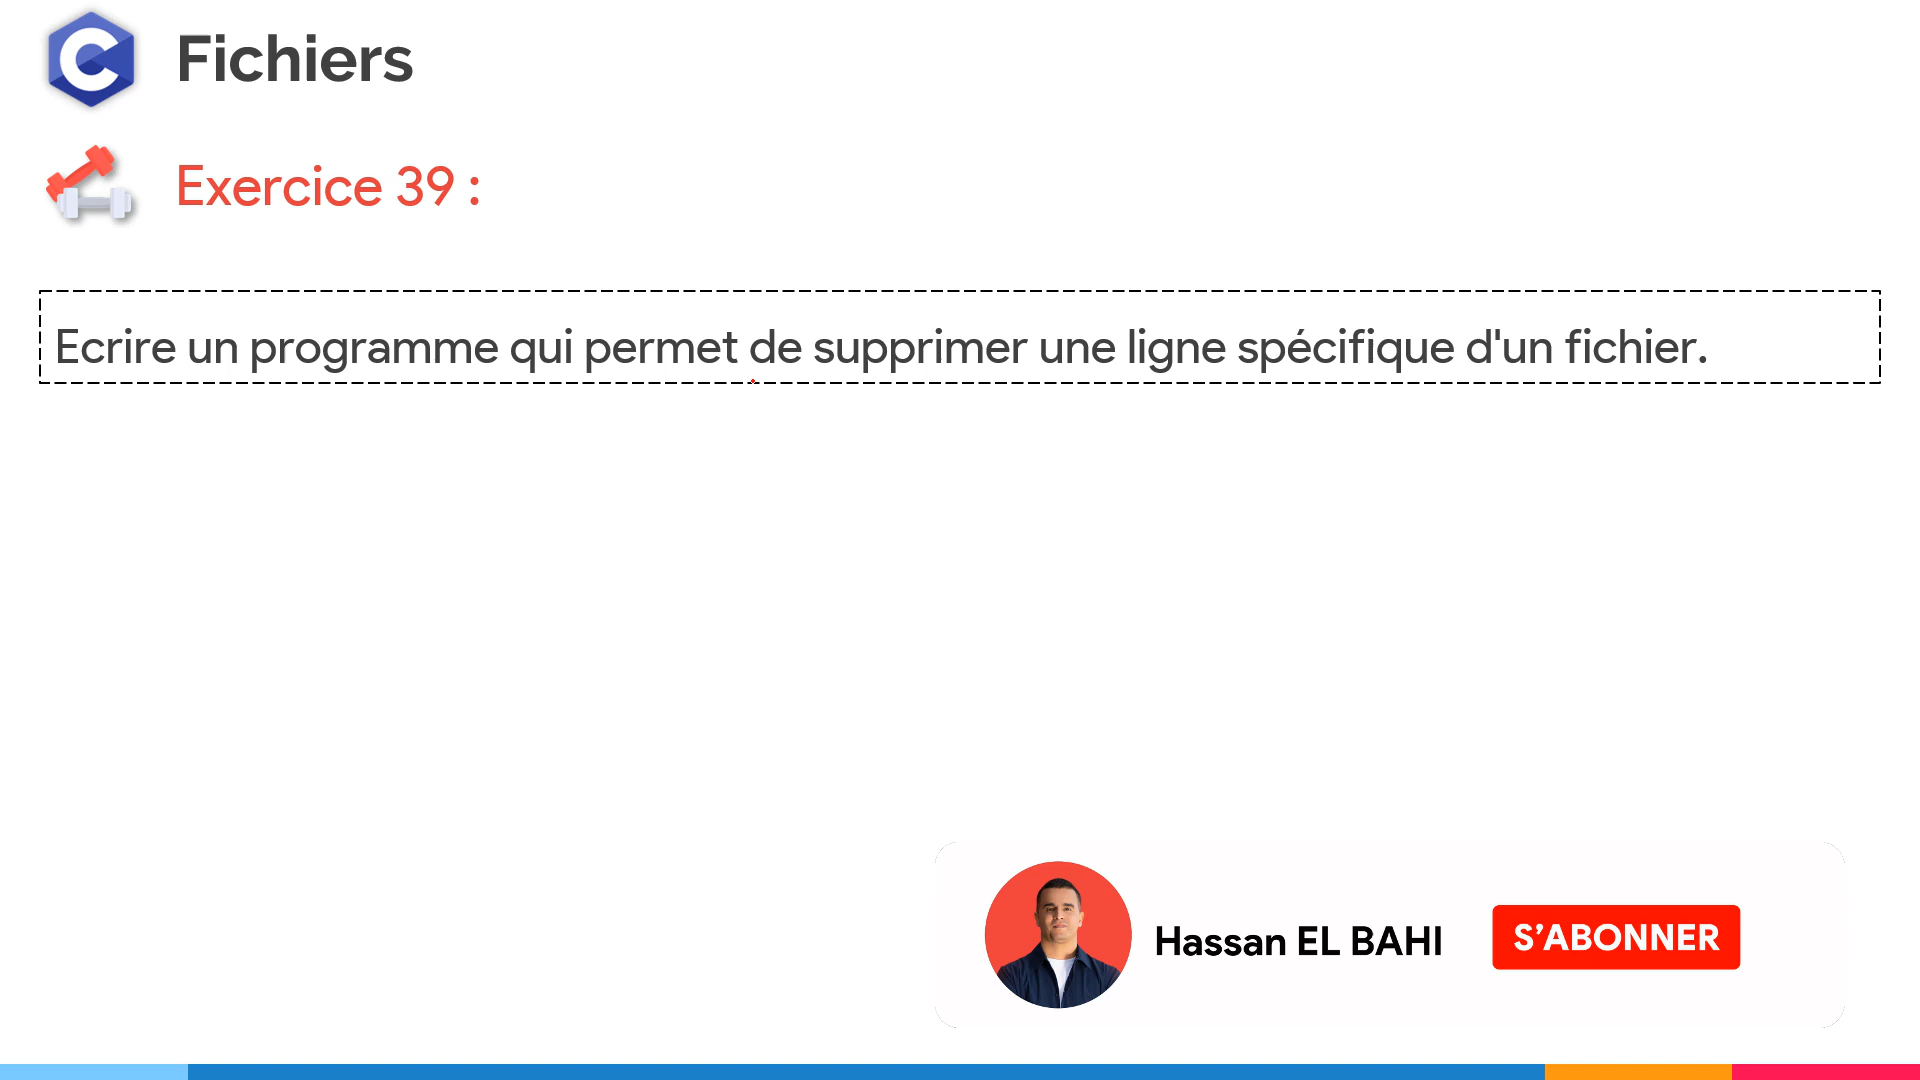 Fichiers
Exercice 39 :
Ecrire un programme qui permet de supprimer une ligne spécifique d'un fichier.
Hassan EL BAHI
S’ABONNER